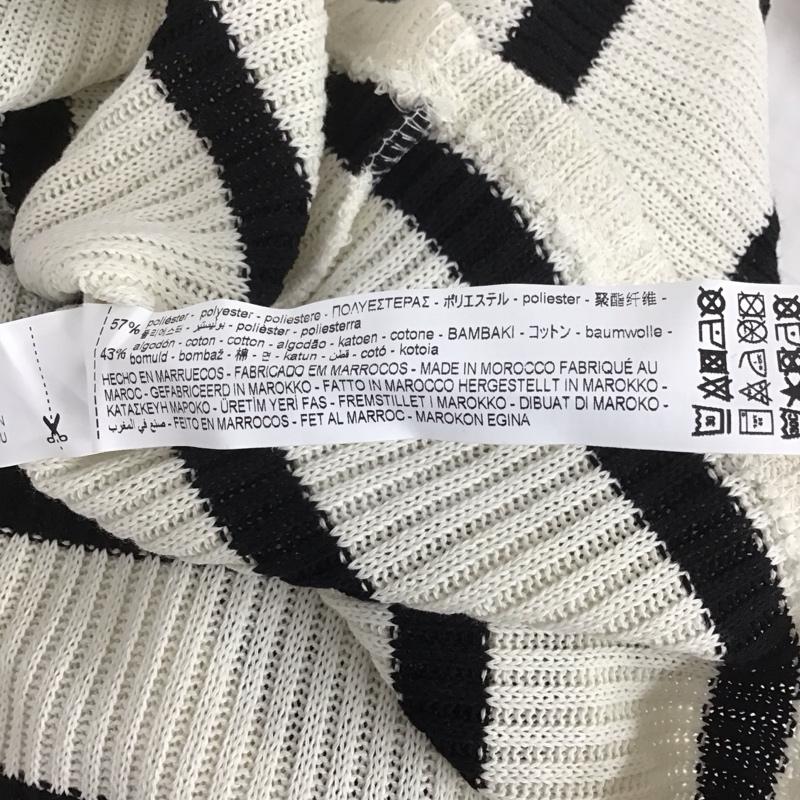 57% poliéster - polyester - poliestere - ΠΟΛΥΕΣΤΕΡΑΣ - ポリエステル - poliester - 聚酯纤维 -
폴리에스터 - بوليستير - polièster - poliesterra
43% algodón - coton - cotton - algodão - katoen - cotone - BAMBAKI - コットン - baumwolle -
bomuld - bombaž - 棉 - 면 - katun - قطن - cotó - kotoia
HECHO EN MARRUECOS - FABRICADO EM MARROCOS - MADE IN MOROCCO FABRIQUÉ AU
MAROC - GEFABRICEERD IN MAROKKO - FATTO IN MAROCCO HERGESTELLT IN MAROKKO -
ΚΑΤΑΣΚΕΥΗ ΜΑΡΟΚΟ - ÜRETİM YERİ FAS - FREMSTILLET I MAROKKO - DIBUAT DI MAROKO -
صنع في المغرب - FEITO EN MARROCOS - FET AL MARROC - MAROKON EGINA